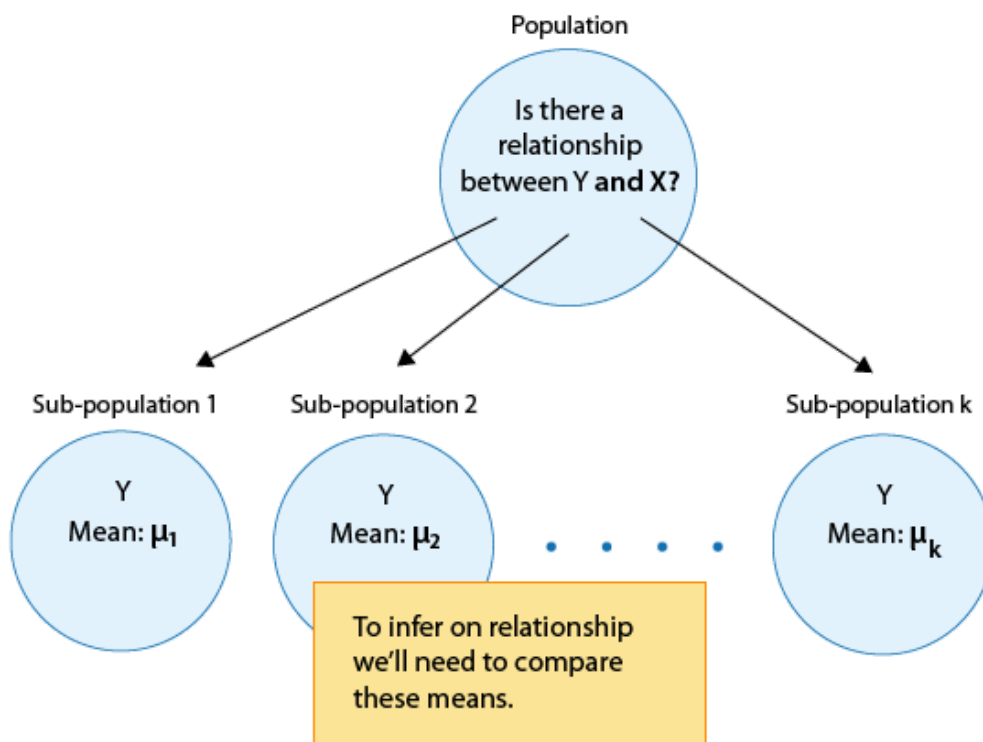 Population
Is there a
relationship
between Y and X?
Sub-population 1
Sub-population 2
Sub-population k
Y
Mean: μ₁
Y
Mean: μ₂
Y
Mean: μₖ
To infer on relationship
we'll need to compare
these means.